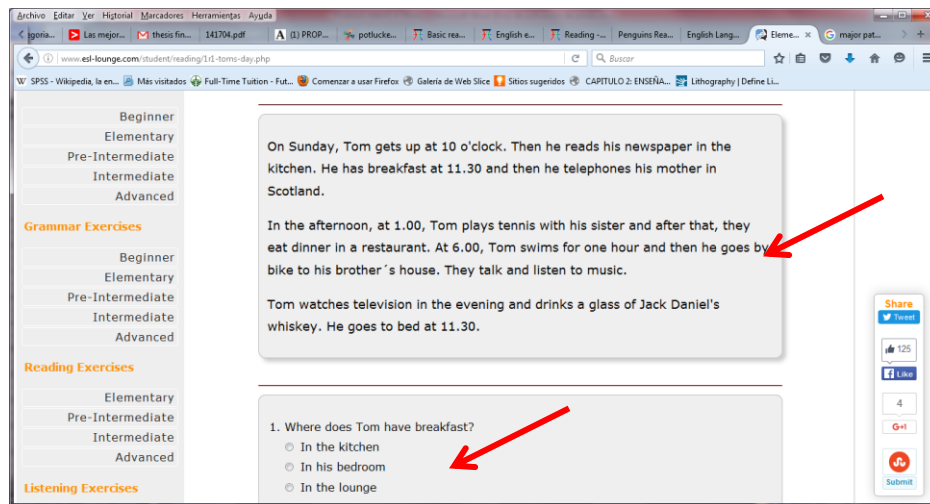 Archivo Editar Ver Historial Marcadores Herramientas Ayuda
egoria... Las mejor... thesis fin... 141704.pdf (1) PROP... potlucke... Basic rea... English e... Reading -... Penguins Rea... English Lang... Eleme... major pat...
www.esl-lounge.com/student/reading/1r1-toms-day.php Buscar
SPSS - Wikipedia, la en... Más visitados Full-Time Tuition - Fut... Comenzar a usar Firefox Galería de Web Slice Sitios sugeridos CAPITULO 2: ENSEÑA... Lithography | Define Li...
Beginner
Elementary
Pre-Intermediate
Intermediate
Advanced
Grammar Exercises
Beginner
Elementary
Pre-Intermediate
Intermediate
Advanced
Reading Exercises
Elementary
Pre-Intermediate
Intermediate
Advanced
Listening Exercises
On Sunday, Tom gets up at 10 o'clock. Then he reads his newspaper in the
kitchen. He has breakfast at 11.30 and then he telephones his mother in
Scotland.
In the afternoon, at 1.00, Tom plays tennis with his sister and after that, they
eat dinner in a restaurant. At 6.00, Tom swims for one hour and then he goes by
bike to his brother´s house. They talk and listen to music.
Tom watches television in the evening and drinks a glass of Jack Daniel's
whiskey. He goes to bed at 11.30.
1. Where does Tom have breakfast?
In the kitchen
In his bedroom
In the lounge
Share
Tweet
125
Like
4
G+1
Submit